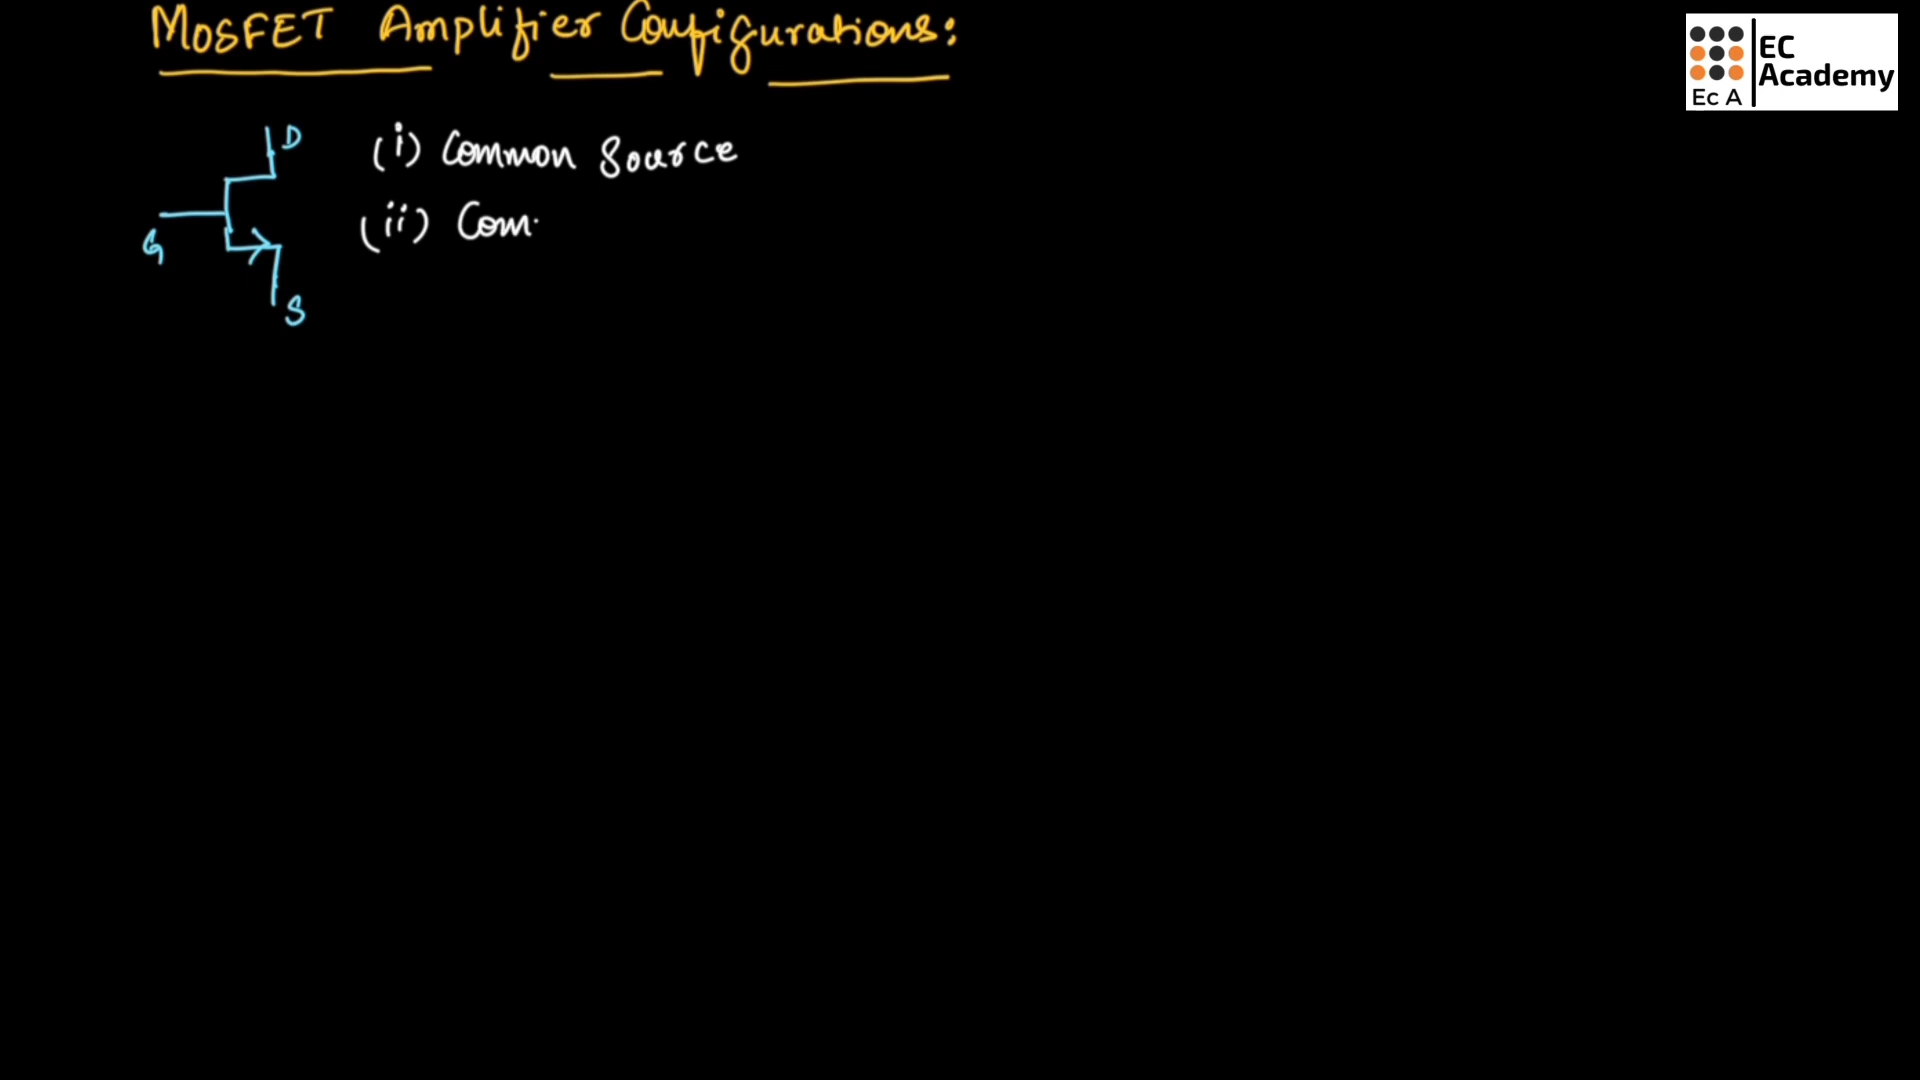 MOSFET Amplifier Configurations:
EC
Academy
Ec A
D
(i) Common Source
(ii) Com
G
S